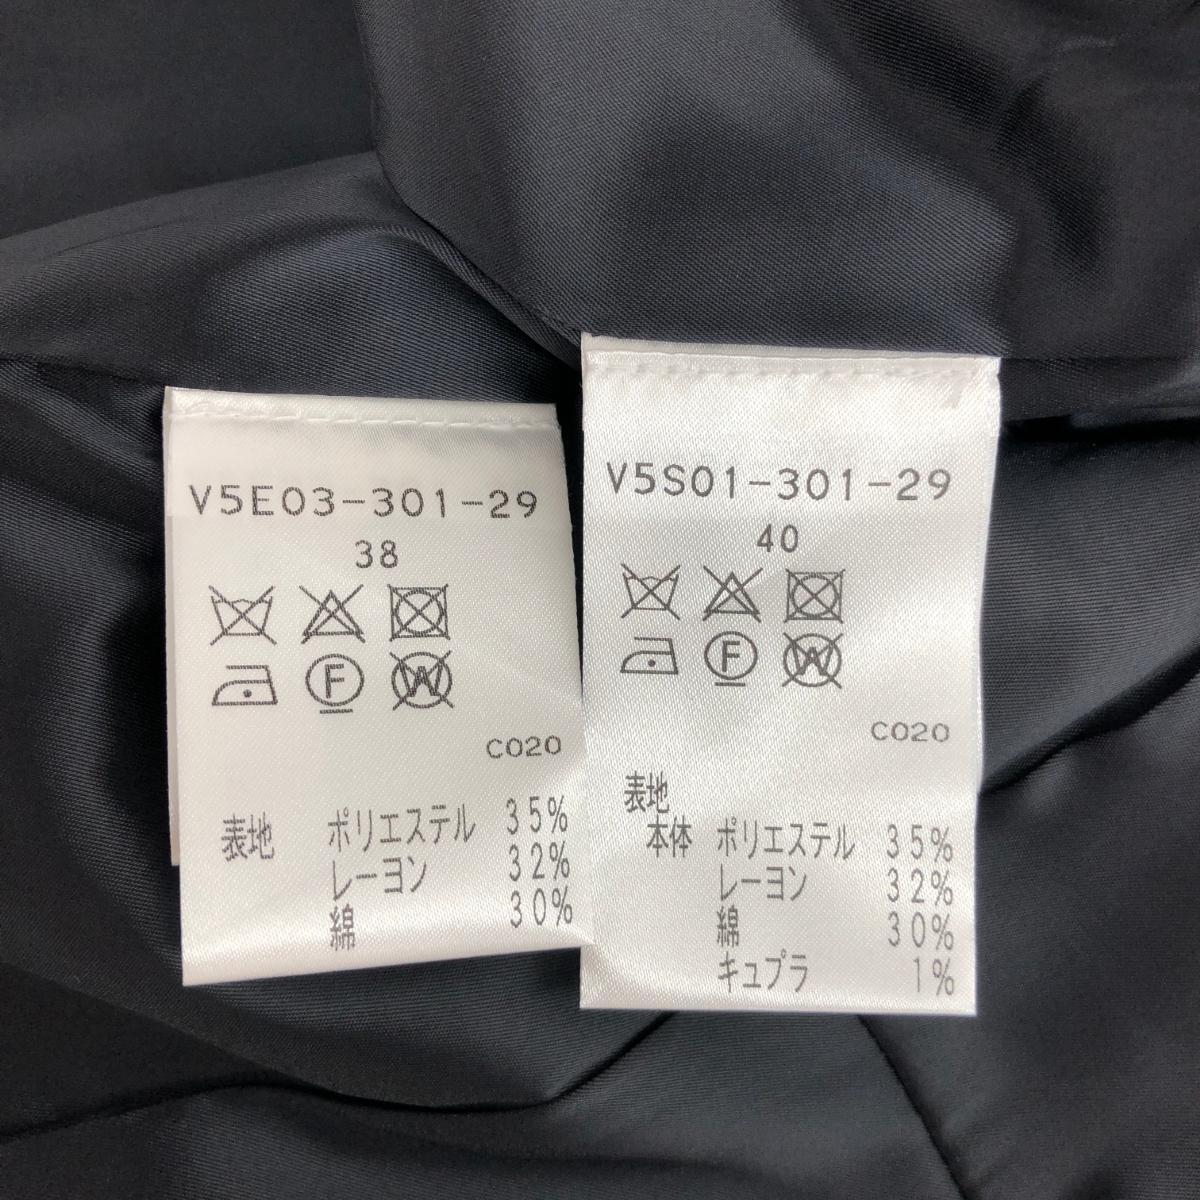 V5E03-301-29
38
F W
C020
表地 ポリエステル 35%
レーヨン 32%
綿 30%
V5S01-301-29
40
F W
C020
表地
本体 ポリエステル 35%
レーヨン 32%
綿 30%
キュプラ 1%